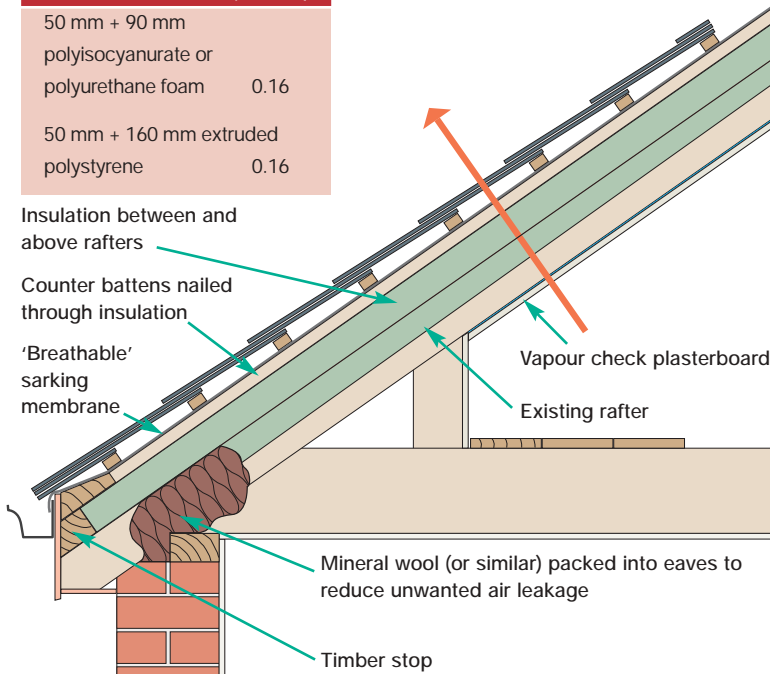 50 mm + 90 mm
polyisocyanurate or
polyurethane foam 0.16
50 mm + 160 mm extruded
polystyrene 0.16
Insulation between and
above rafters
Counter battens nailed
through insulation
'Breathable'
sarking
membrane
Vapour check plasterboard
Existing rafter
Mineral wool (or similar) packed into eaves to
reduce unwanted air leakage
Timber stop